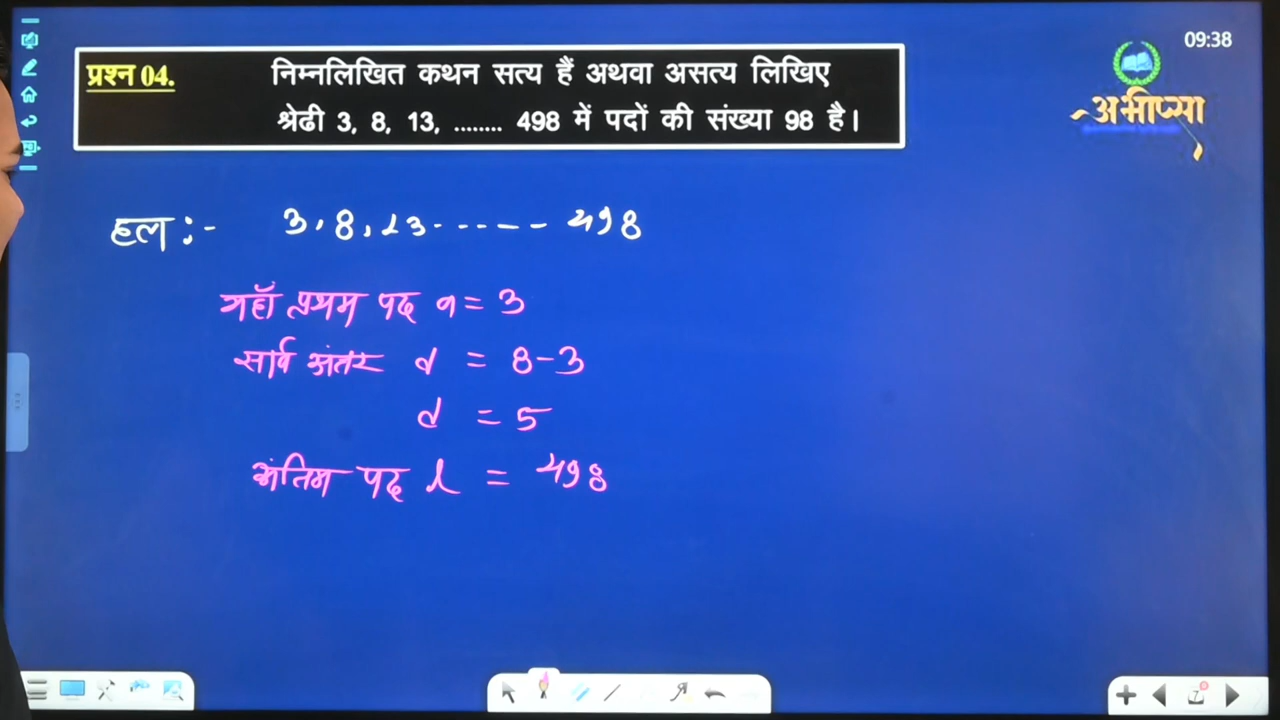 09:38
प्रश्न 04. निम्नलिखित कथन सत्य हैं अथवा असत्य लिखिए
श्रेढी 3, 8, 13, ........ 498 में पदों की संख्या 98 है।
अभीप्सा
हल :- 3, 8, 13 ------ 498
यहाँ प्रथम पद a = 3
सार्व अंतर d = 8-3
d = 5
अंतिम पद l = 498